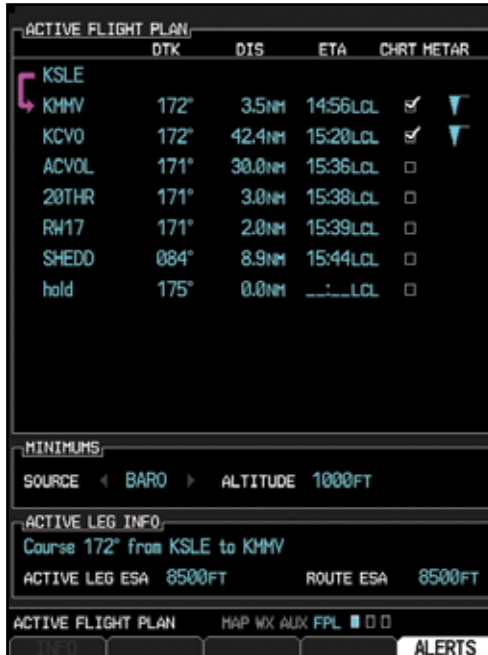 ACTIVE FLIGHT PLAN
DTK DIS ETA CHRT METAR
KSLE
KMMV 172° 3.5NM 14:56LCL
KCVO 172° 42.4NM 15:20LCL
ACVOL 171° 30.0NM 15:36LCL
20THR 171° 3.0NM 15:38LCL
RW17 171° 2.0NM 15:39LCL
SHEDD 084° 8.9NM 15:44LCL
hold 175° 0.0NM __:__LCL
MINIMUMS
SOURCE BARO ALTITUDE 1000FT
ACTIVE LEG INFO
Course 172° from KSLE to KMMV
ACTIVE LEG ESA 8500FT ROUTE ESA 8500FT
ACTIVE FLIGHT PLAN MAP WX AUX FPL
INFO ALERTS